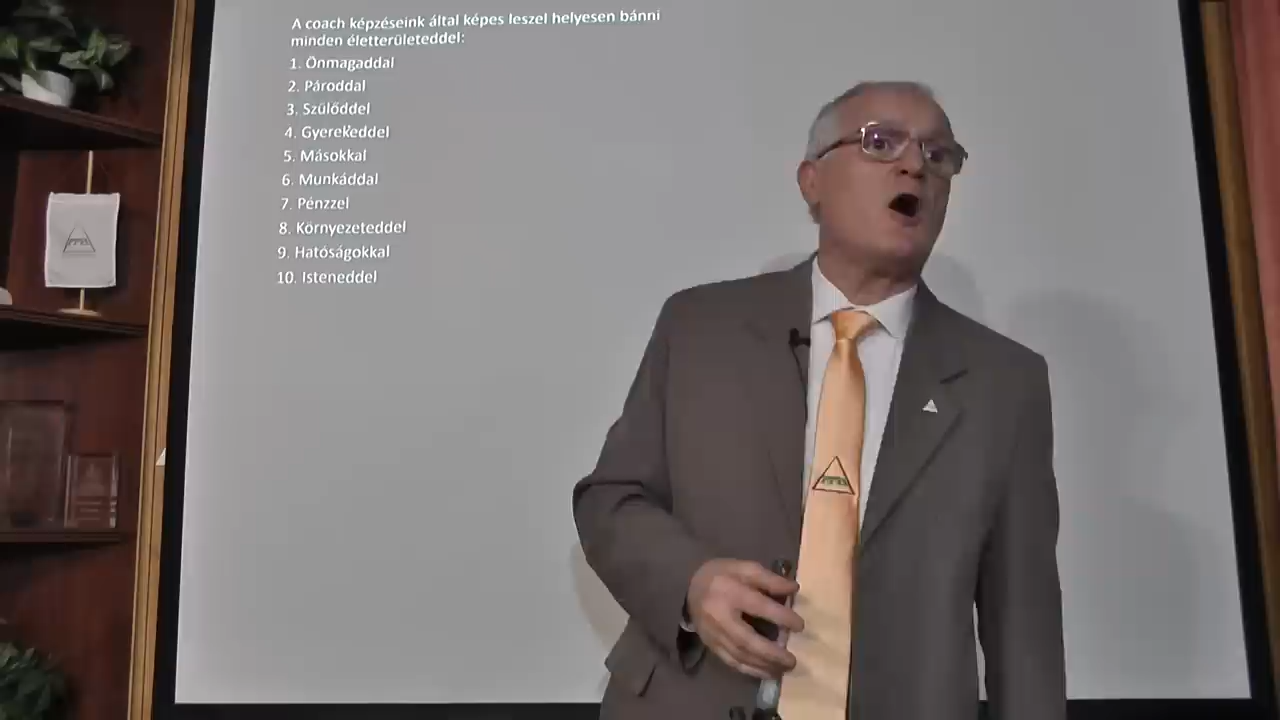 A coach képzéseink által képes leszel helyesen bánni
minden életterületeddel:
1. Önmagaddal
2. Pároddal
3. Szülőddel
4. Gyerekeddel
5. Másokkal
6. Munkáddal
7. Pénzzel
8. Környezeteddel
9. Hatóságokkal
10. Isteneddel